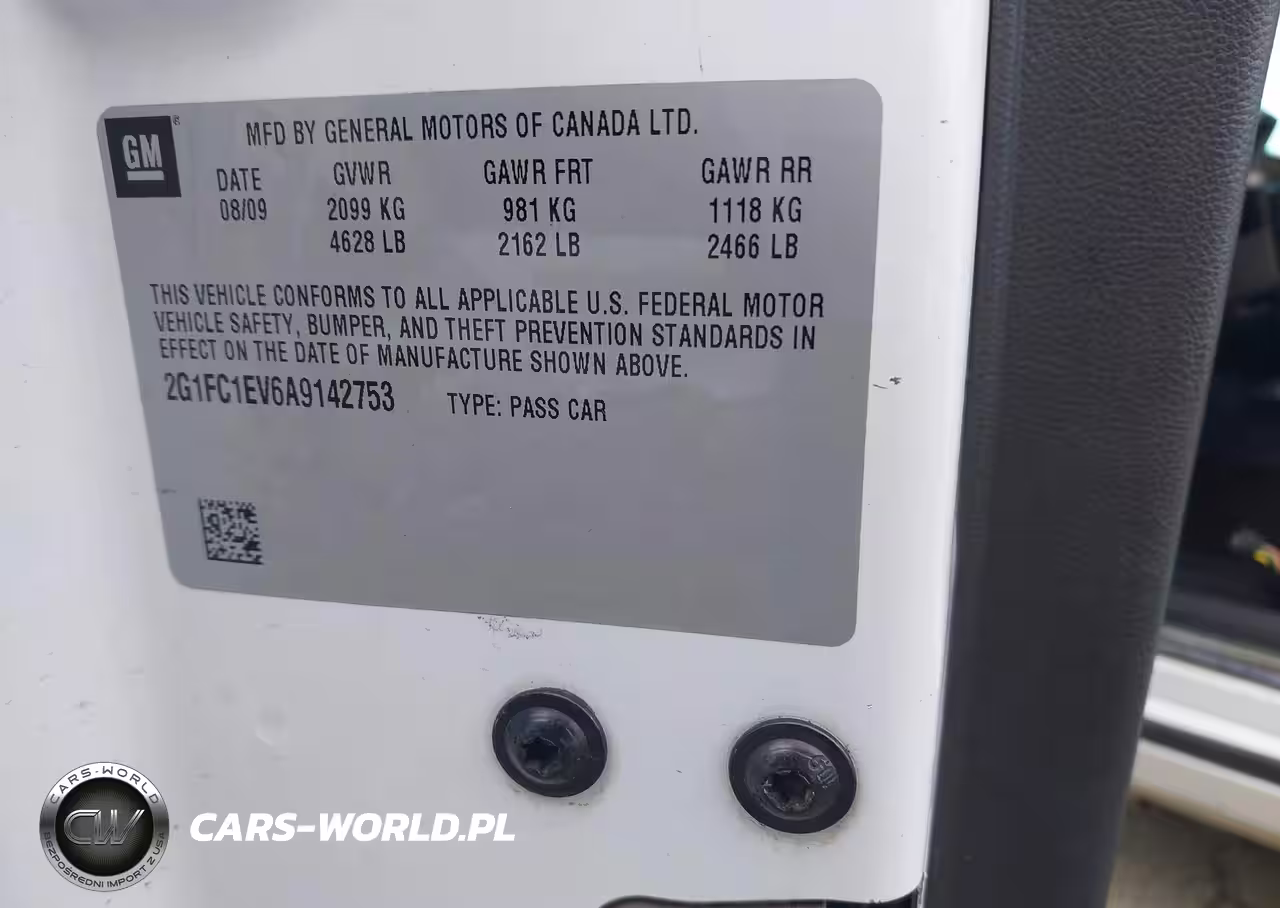 GM
MFD BY GENERAL MOTORS OF CANADA LTD.
DATE GVWR GAWR FRT GAWR RR
08/09 2099 KG 981 KG 1118 KG
4628 LB 2162 LB 2466 LB
THIS VEHICLE CONFORMS TO ALL APPLICABLE U.S. FEDERAL MOTOR
VEHICLE SAFETY, BUMPER, AND THEFT PREVENTION STANDARDS IN
EFFECT ON THE DATE OF MANUFACTURE SHOWN ABOVE.
2G1FC1EV6A9142753 TYPE: PASS CAR
CARS-WORLD
CW
BEZPOŚREDNI IMPORT Z USA
CARS-WORLD.PL